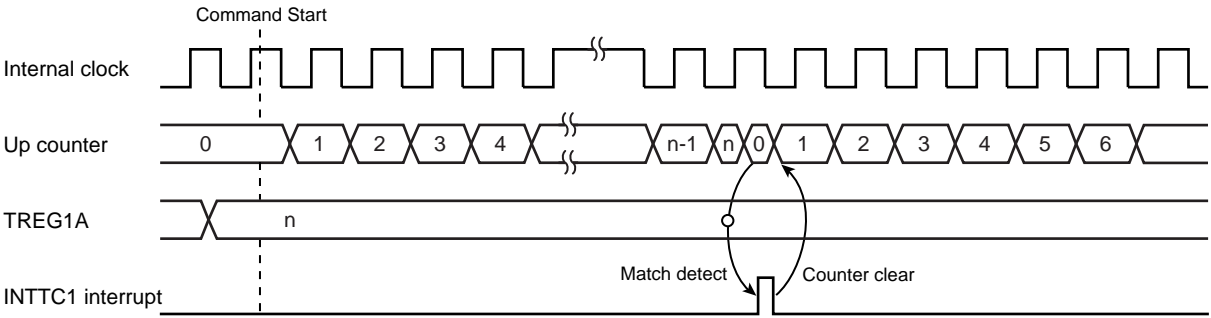 Command Start
Internal clock
Up counter 0 1 2 3 4 n-1 n 0 1 2 3 4 5 6
TREG1A n
Match detect Counter clear
INTTC1 interrupt